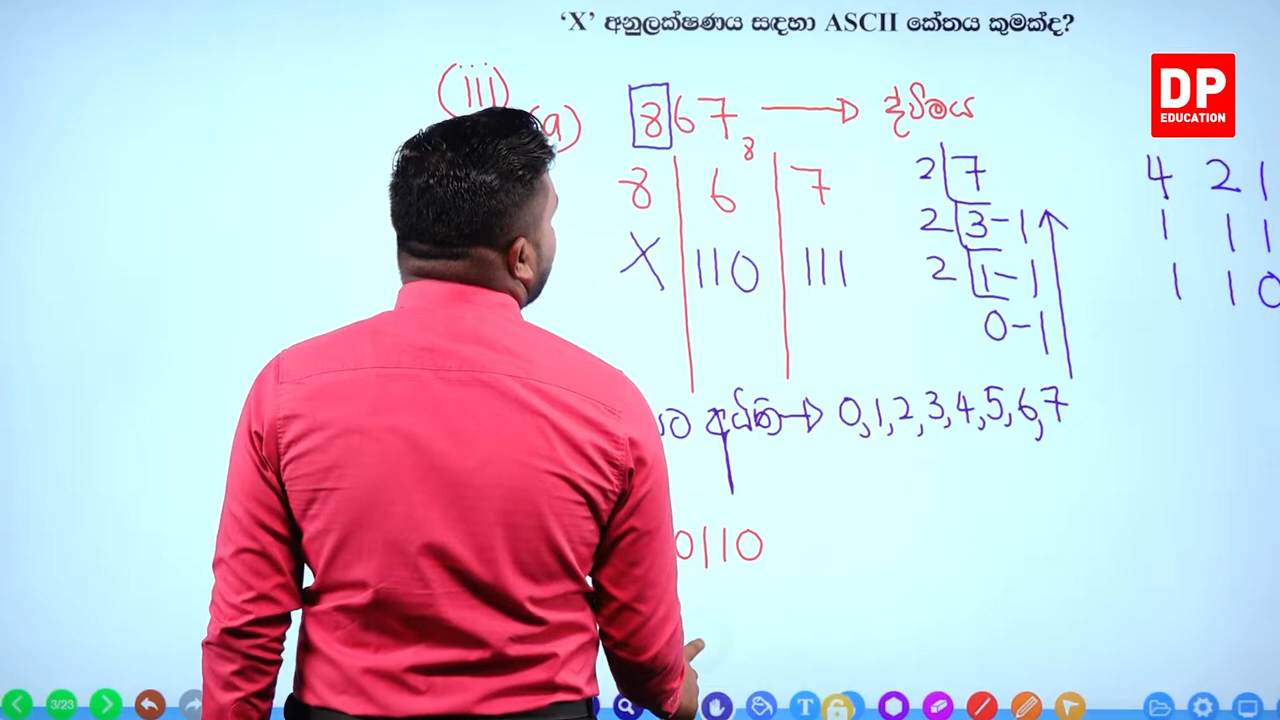 ‘X’ අනුලක්ෂණය සඳහා ASCII කේතය කුමක්ද?
DP
EDUCATION
(iii)
a) 867₈ → ද්විමය
8 | 6 | 7
X | 110 | 111
2 7
2 3-1
2 1-1
0-1
4 2 1
1 1 1
1 1 0
→ 0,1,2,3,4,5,6,7
0110
3/23
T